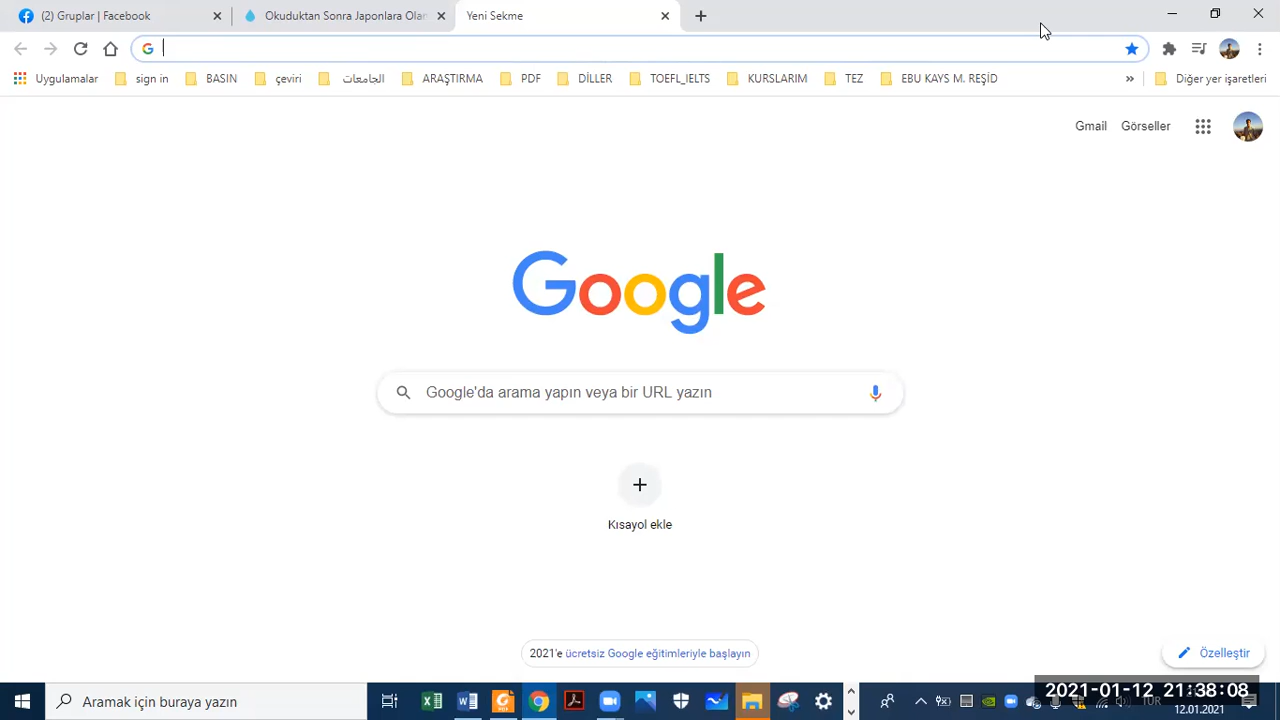 (2) Gruplar | Facebook
Okuduktan Sonra Japonlara Olan
Yeni Sekme
Uygulamalar
sign in
BASIN
çeviri
الجامعات
ARAŞTIRMA
PDF
DİLLER
TOEFL_IELTS
KURSLARIM
TEZ
EBU KAYS M. REŞİD
»
Diğer yer işaretleri
Gmail
Görseller
Google
Google'da arama yapın veya bir URL yazın
Kısayol ekle
2021'e ücretsiz Google eğitimleriyle başlayın
Özelleştir
Aramak için buraya yazın
2021-01-12 21:38:08
TUR
12.01.2021